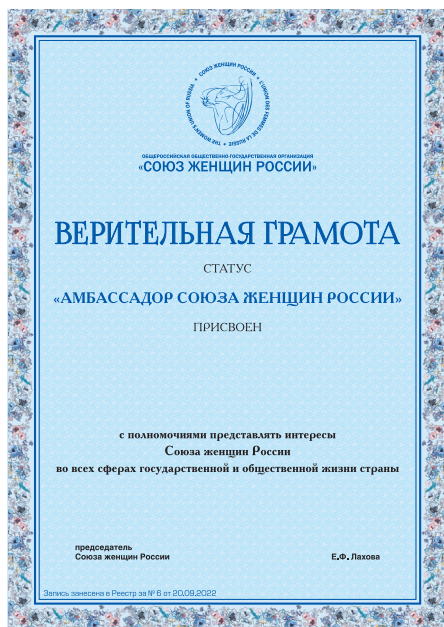 СОЮЗ ЖЕНЩИН РОССИИ • L'UNION DES FEMMES DE LA RUSSIE • THE WOMEN'S UNION OF RUSSIA •
ОБЩЕРОССИЙСКАЯ ОБЩЕСТВЕННО-ГОСУДАРСТВЕННАЯ ОРГАНИЗАЦИЯ
«СОЮЗ ЖЕНЩИН РОССИИ»
ВЕРИТЕЛЬНАЯ ГРАМОТА
СТАТУС
«АМБАССАДОР СОЮЗА ЖЕНЩИН РОССИИ»
ПРИСВОЕН
с полномочиями представлять интересы
Союза женщин России
во всех сферах государственной и общественной жизни страны
председатель
Союза женщин России
Е.Ф. Лахова
Запись занесена в Реестр за № 6 от 20.09.2022